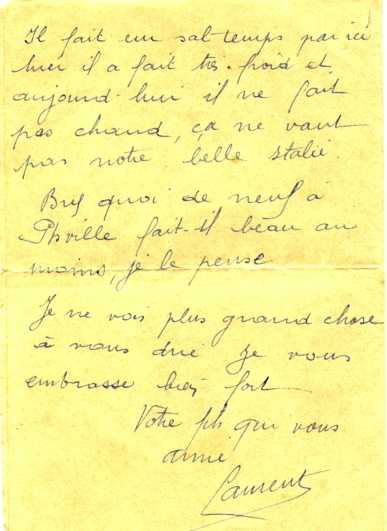 Il fait un sal temps par ici
hier il a fait très froid et
aujourd'hui il ne fait
pas chaud, ça ne vaut
pas notre belle Italie.
Bref quoi de neuf à
Phville fait-il beau au
moins, je le pense
Je ne vois plus grand chose
à vous dire je vous
embrasse bien fort
Votre fils qui vous
aime
Laurent